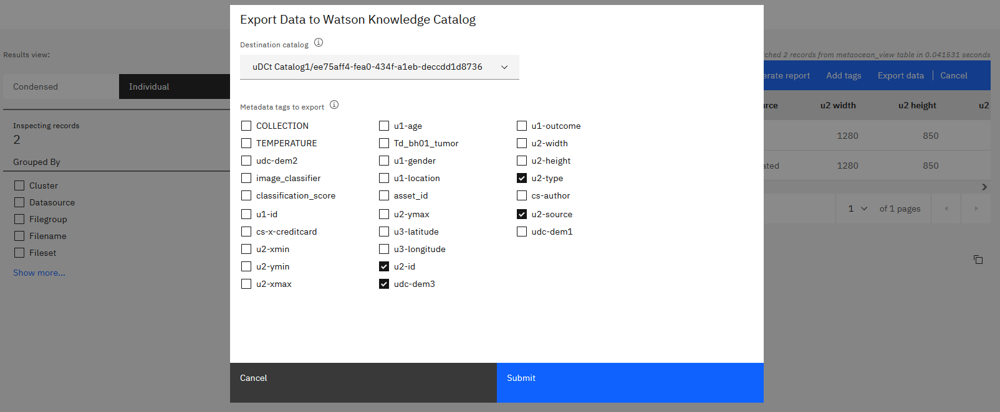 Export Data to Watson Knowledge Catalog
Destination catalog
uDCt Catalog1/ee75aff4-fea0-434f-a1eb-deccdd1d8736
Metadata tags to export
COLLECTION
TEMPERATURE
udc-dem2
image_classifier
classification_score
u1-id
cs-x-creditcard
u2-xmin
u2-ymin
u2-xmax
u1-age
Td_bh01_tumor
u1-gender
u1-location
asset_id
u2-ymax
u3-latitude
u3-longitude
u2-id
udc-dem3
u1-outcome
u2-width
u2-height
u2-type
cs-author
u2-source
udc-dem1
Cancel
Submit
Results view:
Condensed
Individual
Inspecting records
2
Grouped By
Cluster
Datasource
Filegroup
Filename
Fileset
Show more...
2 records from metaocean_view table in 0.041531 seconds
report
Add tags
Export data
Cancel
u2 width
u2 height
u2
1280
850
1280
850
1
of 1 pages